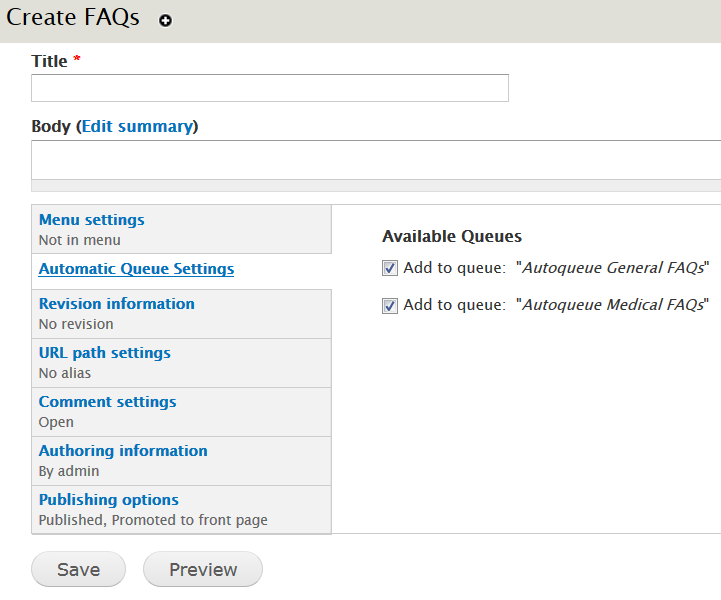 Create FAQs
Title *
Body (Edit summary)
Menu settings
Not in menu
Automatic Queue Settings
Revision information
No revision
URL path settings
No alias
Comment settings
Open
Authoring information
By admin
Publishing options
Published, Promoted to front page
Available Queues
Add to queue: "Autoqueue General FAQs"
Add to queue: "Autoqueue Medical FAQs"
Save
Preview